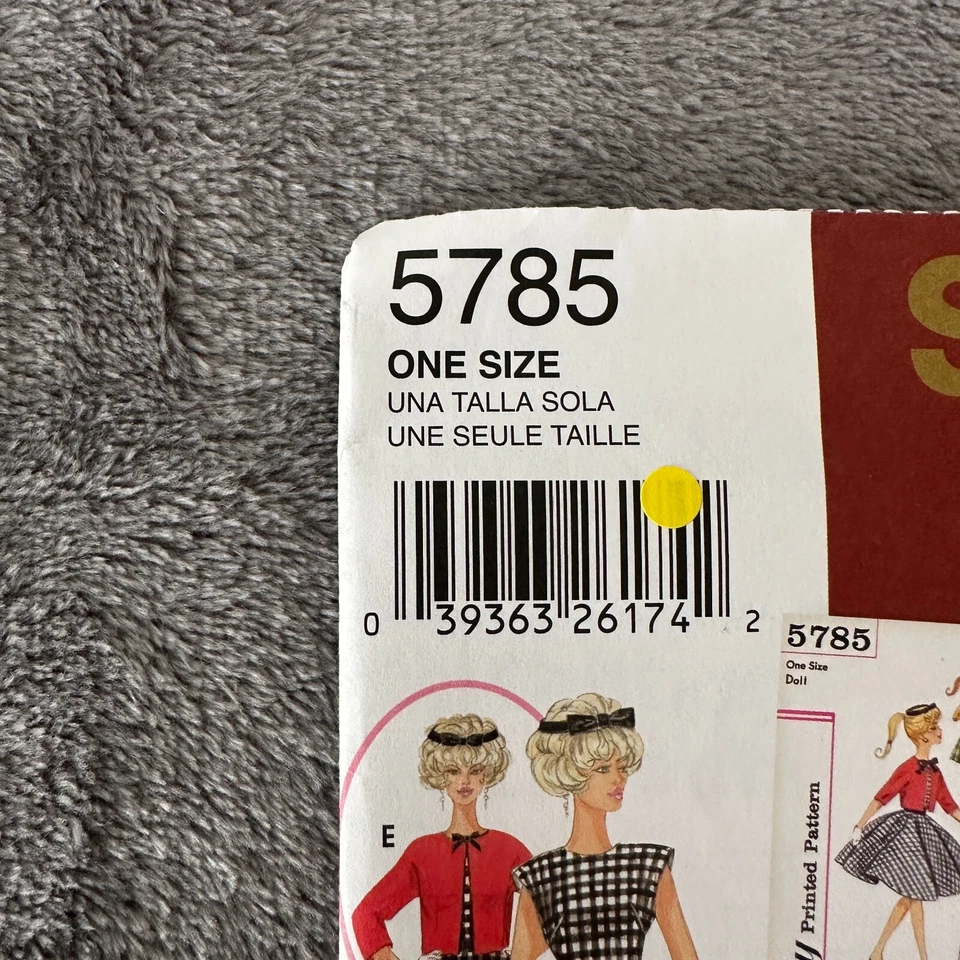 5785
ONE SIZE
UNA TALLA SOLA
UNE SEULE TAILLE
0 39363 26174 2
S
5785
One Size
Doll
E
y Printed Pattern